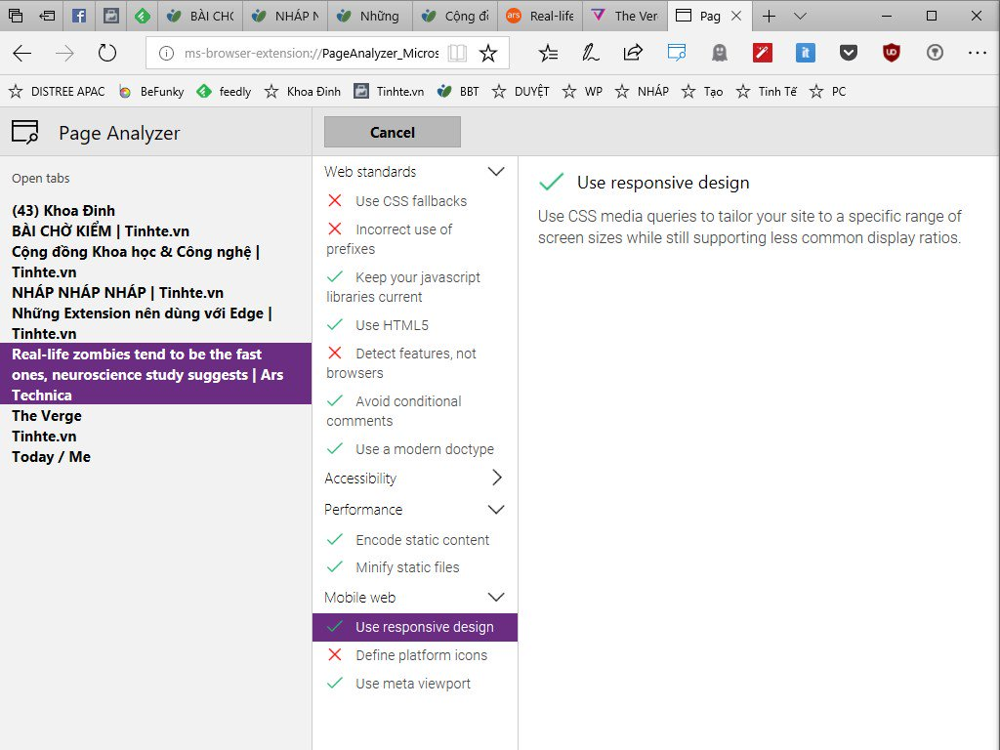 BÀI CHỜ
NHÁP N
Những
Cộng đồ
ars
Real-life
The Ver
Pag
ms-browser-extension://PageAnalyzer_Micros
DISTREE APAC
BeFunky
feedly
Khoa Đinh
Tinhte.vn
BBT
DUYỆT
WP
NHÁP
Tạo
Tinh Tế
PC
Page Analyzer
Cancel
Open tabs
(43) Khoa Đinh
BÀI CHỜ KIỂM | Tinhte.vn
Cộng đồng Khoa học & Công nghệ |
Tinhte.vn
NHÁP NHÁP NHÁP | Tinhte.vn
Những Extension nên dùng với Edge |
Tinhte.vn
Real-life zombies tend to be the fast
ones, neuroscience study suggests | Ars
Technica
The Verge
Tinhte.vn
Today / Me
Web standards
Use CSS fallbacks
Incorrect use of
prefixes
Keep your javascript
libraries current
Use HTML5
Detect features, not
browsers
Avoid conditional
comments
Use a modern doctype
Accessibility
Performance
Encode static content
Minify static files
Mobile web
Use responsive design
Define platform icons
Use meta viewport
Use responsive design
Use CSS media queries to tailor your site to a specific range of
screen sizes while still supporting less common display ratios.